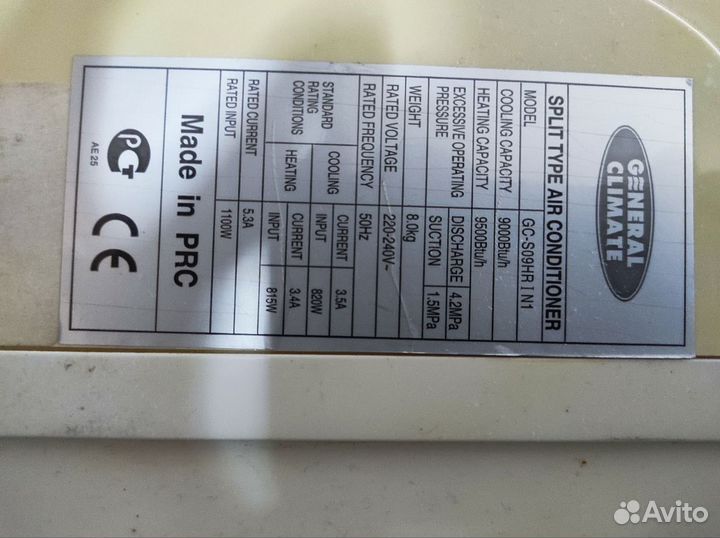 GENERAL
CLIMATE
SPLIT TYPE AIR CONDITIONER
MODEL GC-S09HRIN1
COOLING CAPACITY 9000Btu/h
HEATING CAPACITY 9500Btu/h
EXCESSIVE OPERATING PRESSURE DISCHARGE 4.2MPa
SUCTION 1.5MPa
WEIGHT 8.0kg
RATED VOLTAGE 220-240V~
RATED FREQUENCY 50Hz
STANDARD RATING CONDITIONS COOLING CURRENT 3.5A
INPUT 820W
HEATING CURRENT 3.4A
INPUT 815W
RATED CURRENT 5.3A
RATED INPUT 1100W
Made in PRC
РСТ
АЕ 25
CE
Avito